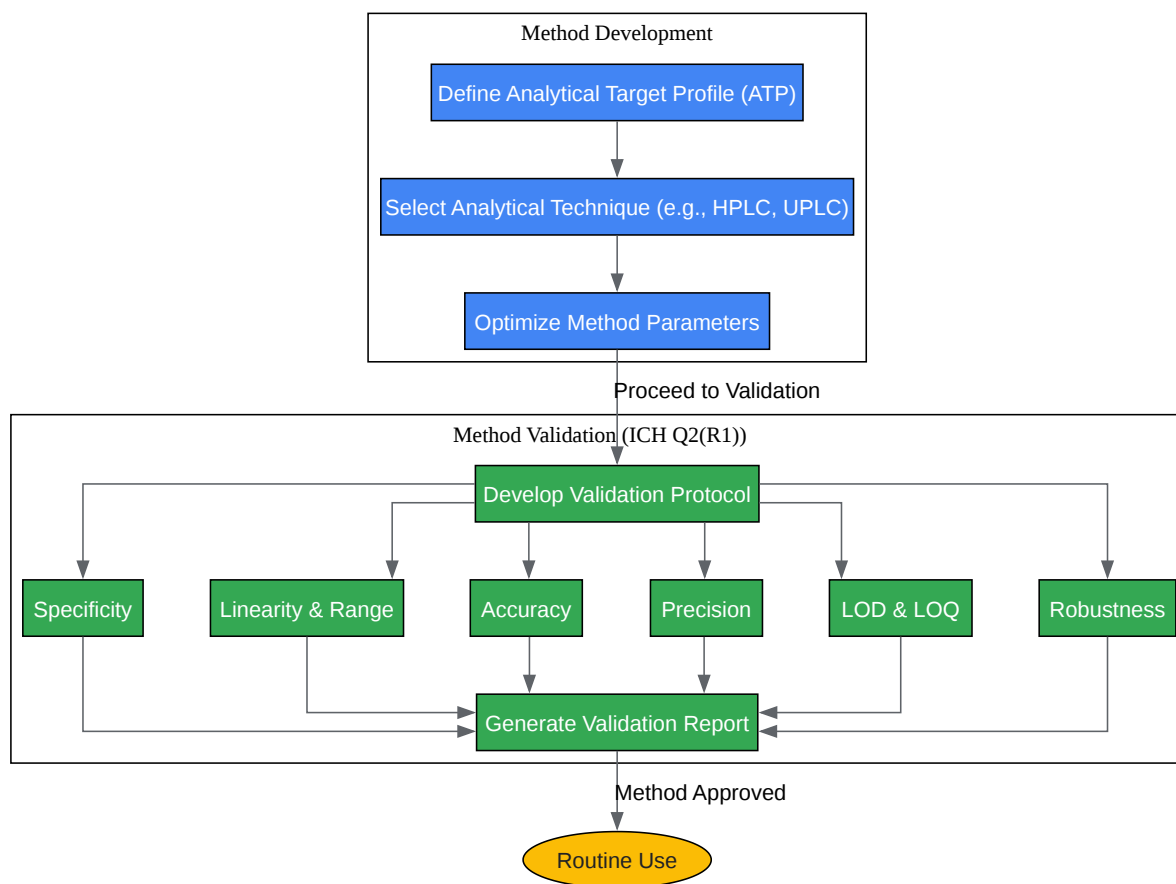 Method Development
Define Analytical Target Profile (ATP)
Select Analytical Technique (e.g., HPLC, UPLC)
Optimize Method Parameters
Proceed to Validation
Method Validation (ICH Q2(R1))
Develop Validation Protocol
Specificity
Linearity & Range
Accuracy
Precision
LOD & LOQ
Robustness
Generate Validation Report
Method Approved
Routine Use